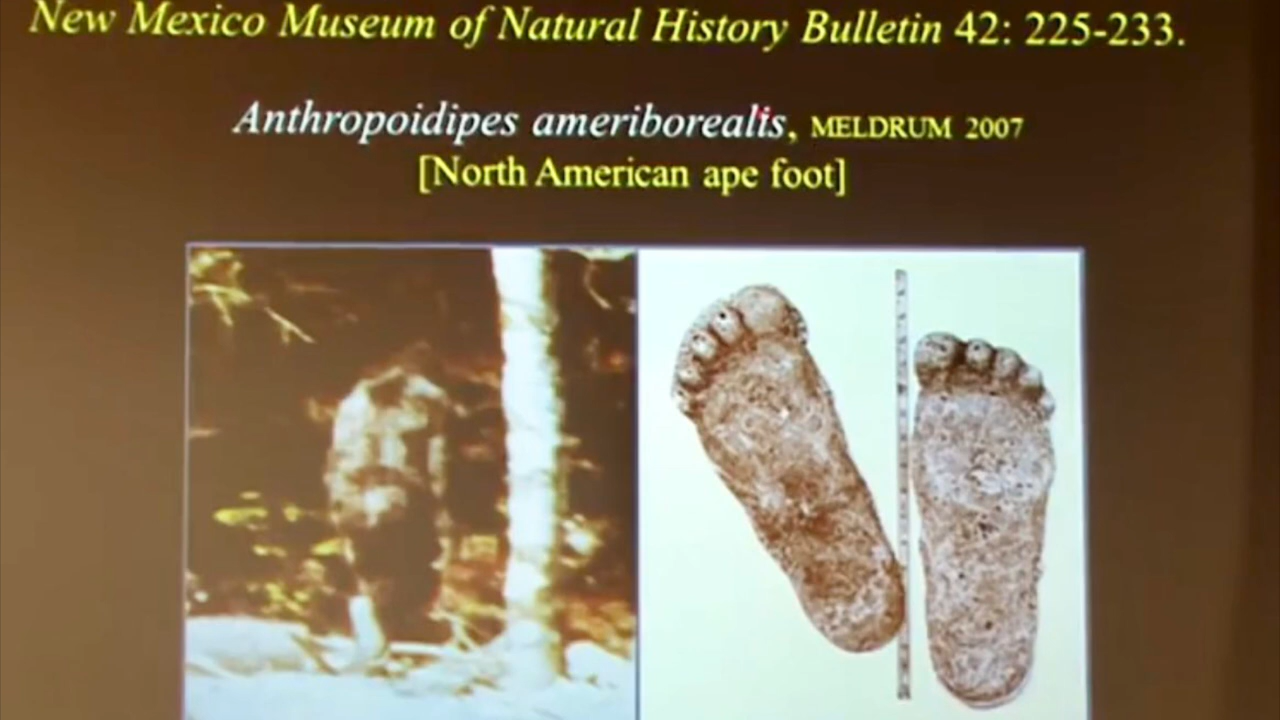 New Mexico Museum of Natural History Bulletin 42: 225-233.
Anthropoidipes ameriborealis, MELDRUM 2007
[North American ape foot]